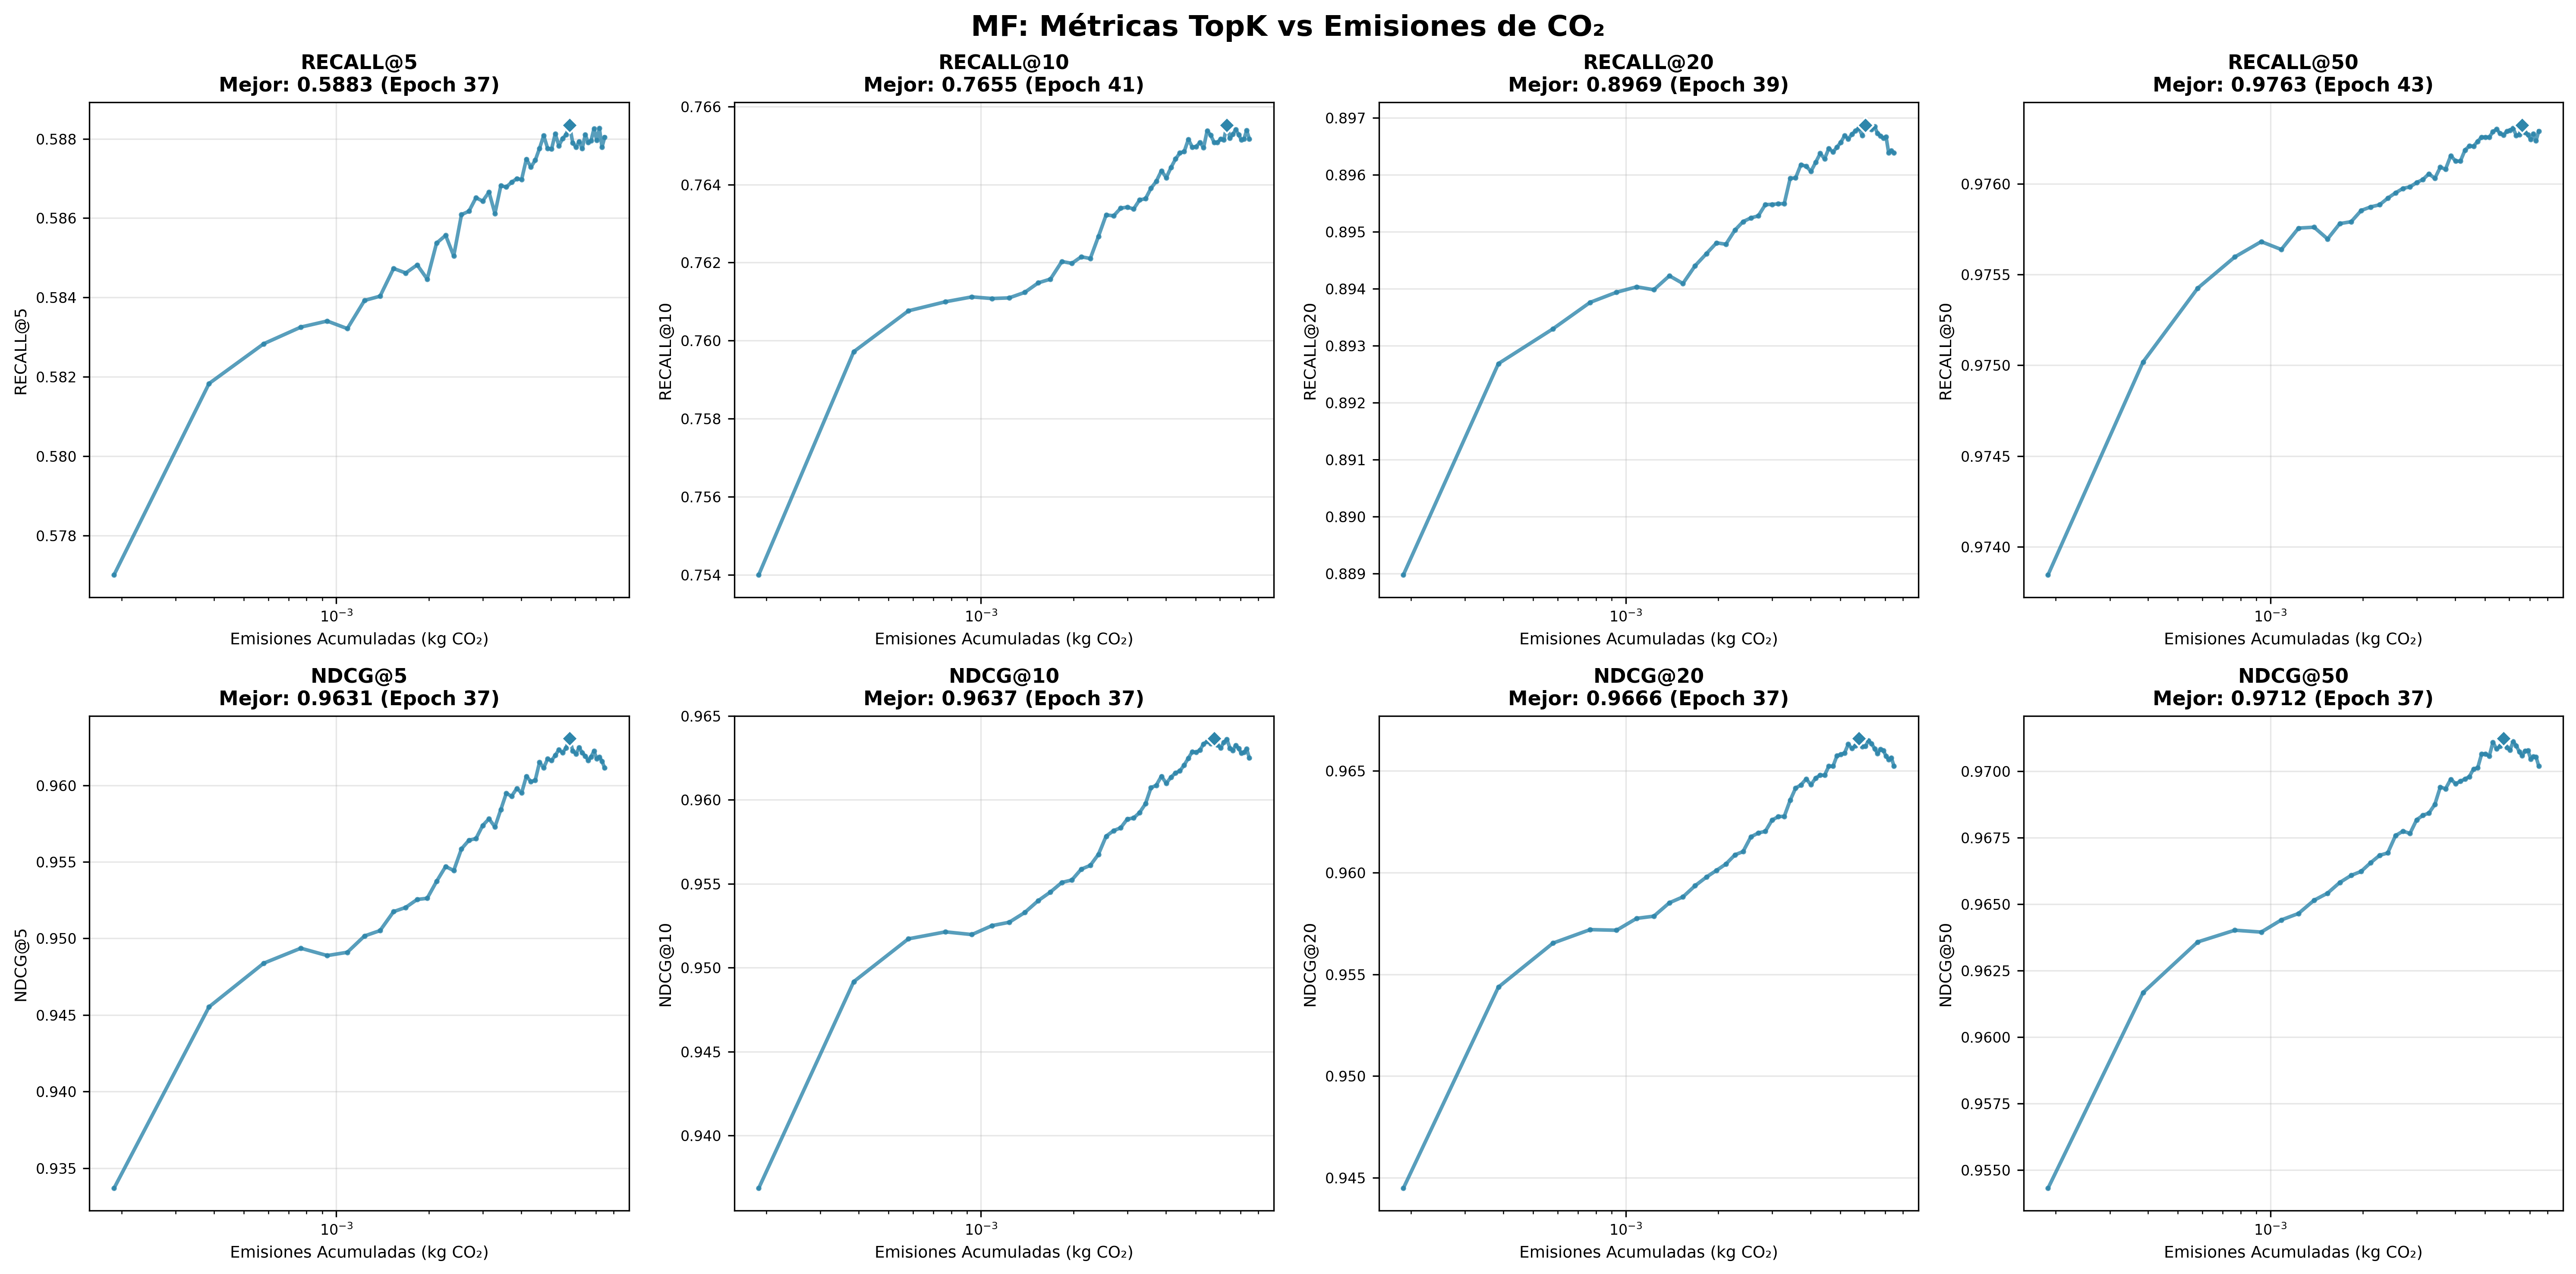 MF: Métricas TopK vs Emisiones de CO₂
RECALL@5
Mejor: 0.5883 (Epoch 37)
0.588
0.586
0.584
0.582
0.580
0.578
RECALL@5
10⁻³
Emisiones Acumuladas (kg CO₂)
RECALL@10
Mejor: 0.7655 (Epoch 41)
0.766
0.764
0.762
0.760
0.758
0.756
0.754
RECALL@10
10⁻³
Emisiones Acumuladas (kg CO₂)
RECALL@20
Mejor: 0.8969 (Epoch 39)
0.897
0.896
0.895
0.894
0.893
0.892
0.891
0.890
0.889
RECALL@20
10⁻³
Emisiones Acumuladas (kg CO₂)
RECALL@50
Mejor: 0.9763 (Epoch 43)
0.9760
0.9755
0.9750
0.9745
0.9740
RECALL@50
10⁻³
Emisiones Acumuladas (kg CO₂)
NDCG@5
Mejor: 0.9631 (Epoch 37)
0.960
0.955
0.950
0.945
0.940
0.935
NDCG@5
10⁻³
Emisiones Acumuladas (kg CO₂)
NDCG@10
Mejor: 0.9637 (Epoch 37)
0.965
0.960
0.955
0.950
0.945
0.940
NDCG@10
10⁻³
Emisiones Acumuladas (kg CO₂)
NDCG@20
Mejor: 0.9666 (Epoch 37)
0.965
0.960
0.955
0.950
0.945
NDCG@20
10⁻³
Emisiones Acumuladas (kg CO₂)
NDCG@50
Mejor: 0.9712 (Epoch 37)
0.9700
0.9675
0.9650
0.9625
0.9600
0.9575
0.9550
NDCG@50
10⁻³
Emisiones Acumuladas (kg CO₂)